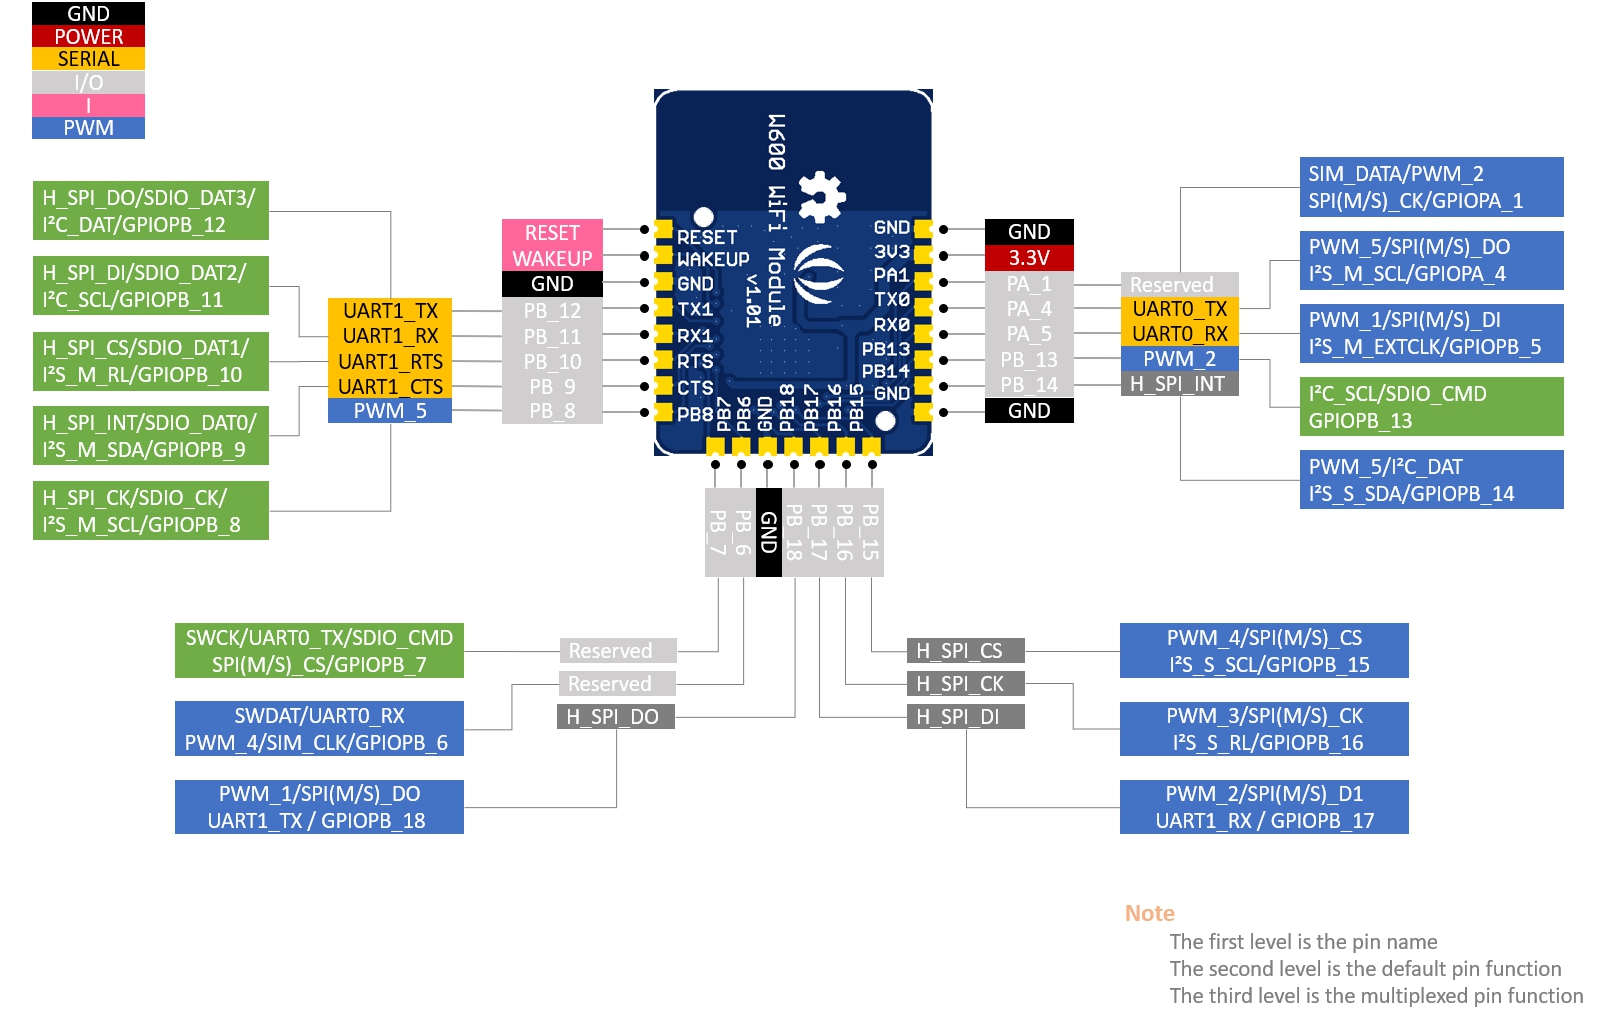 GND
POWER
SERIAL
I/O
I
PWM
H_SPI_DO/SDIO_DAT3/
I²C_DAT/GPIOPB_12
H_SPI_DI/SDIO_DAT2/
I²C_SCL/GPIOPB_11
H_SPI_CS/SDIO_DAT1/
I²S_M_RL/GPIOPB_10
H_SPI_INT/SDIO_DAT0/
I²S_M_SDA/GPIOPB_9
H_SPI_CK/SDIO_CK/
I²S_M_SCL/GPIOPB_8
UART1_TX
UART1_RX
UART1_RTS
UART1_CTS
PWM_5
RESET
WAKEUP
GND
PB_12
PB_11
PB_10
PB_9
PB_8
RESET
WAKEUP
GND
TX1
RX1
RTS
CTS
PB8
W600 WiFi Module
v1.01
GND
3V3
PA1
TX0
RX0
PB13
PB14
GND
PB7
PB6
GND
PB18
PB17
PB16
PB15
GND
3.3V
PA_1
PA_4
PA_5
PB_13
PB_14
GND
Reserved
UART0_TX
UART0_RX
PWM_2
H_SPI_INT
SIM_DATA/PWM_2
SPI(M/S)_CK/GPIOPA_1
PWM_5/SPI(M/S)_DO
I²S_M_SCL/GPIOPA_4
PWM_1/SPI(M/S)_DI
I²S_M_EXTCLK/GPIOPB_5
I²C_SCL/SDIO_CMD
GPIOPB_13
PWM_5/I²C_DAT
I²S_S_SDA/GPIOPB_14
PB_7
PB_6
GND
PB_18
PB_17
PB_16
PB_15
SWCK/UART0_TX/SDIO_CMD
SPI(M/S)_CS/GPIOPB_7
SWDAT/UART0_RX
PWM_4/SIM_CLK/GPIOPB_6
PWM_1/SPI(M/S)_DO
UART1_TX / GPIOPB_18
Reserved
Reserved
H_SPI_DO
H_SPI_CS
H_SPI_CK
H_SPI_DI
PWM_4/SPI(M/S)_CS
I²S_S_SCL/GPIOPB_15
PWM_3/SPI(M/S)_CK
I²S_S_RL/GPIOPB_16
PWM_2/SPI(M/S)_D1
UART1_RX / GPIOPB_17
Note
The first level is the pin name
The second level is the default pin function
The third level is the multiplexed pin function